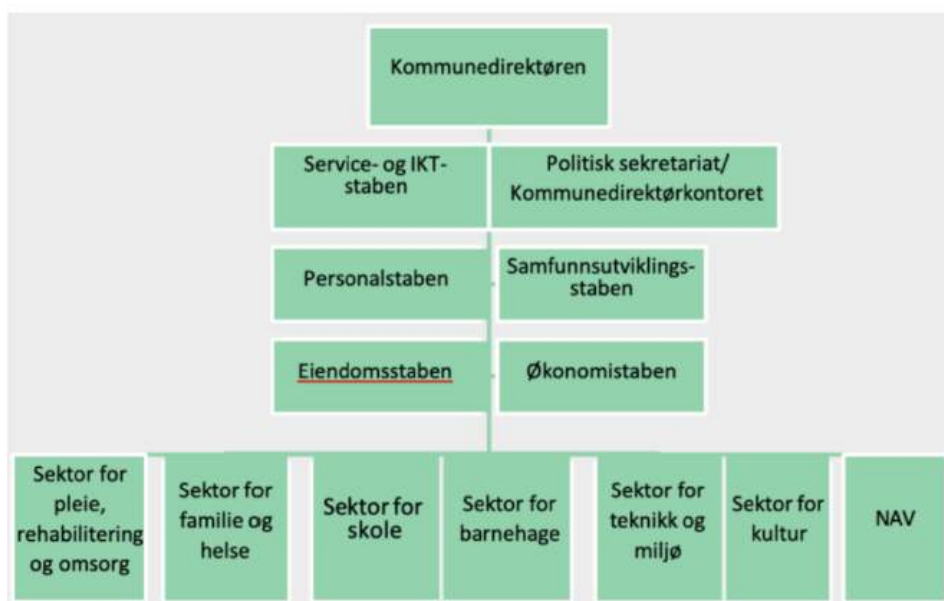 Kommunedirektøren
Service- og IKT-
staben
Politisk sekretariat/
Kommunedirektørkontoret
Personalstaben
Samfunnsutviklings-
staben
Eiendomsstaben
Økonomistaben
Sektor for
pleie,
rehabilitering
og omsorg
Sektor for
familie og
helse
Sektor for
skole
Sektor for
barnehage
Sektor for
teknikk og
miljø
Sektor for
kultur
NAV